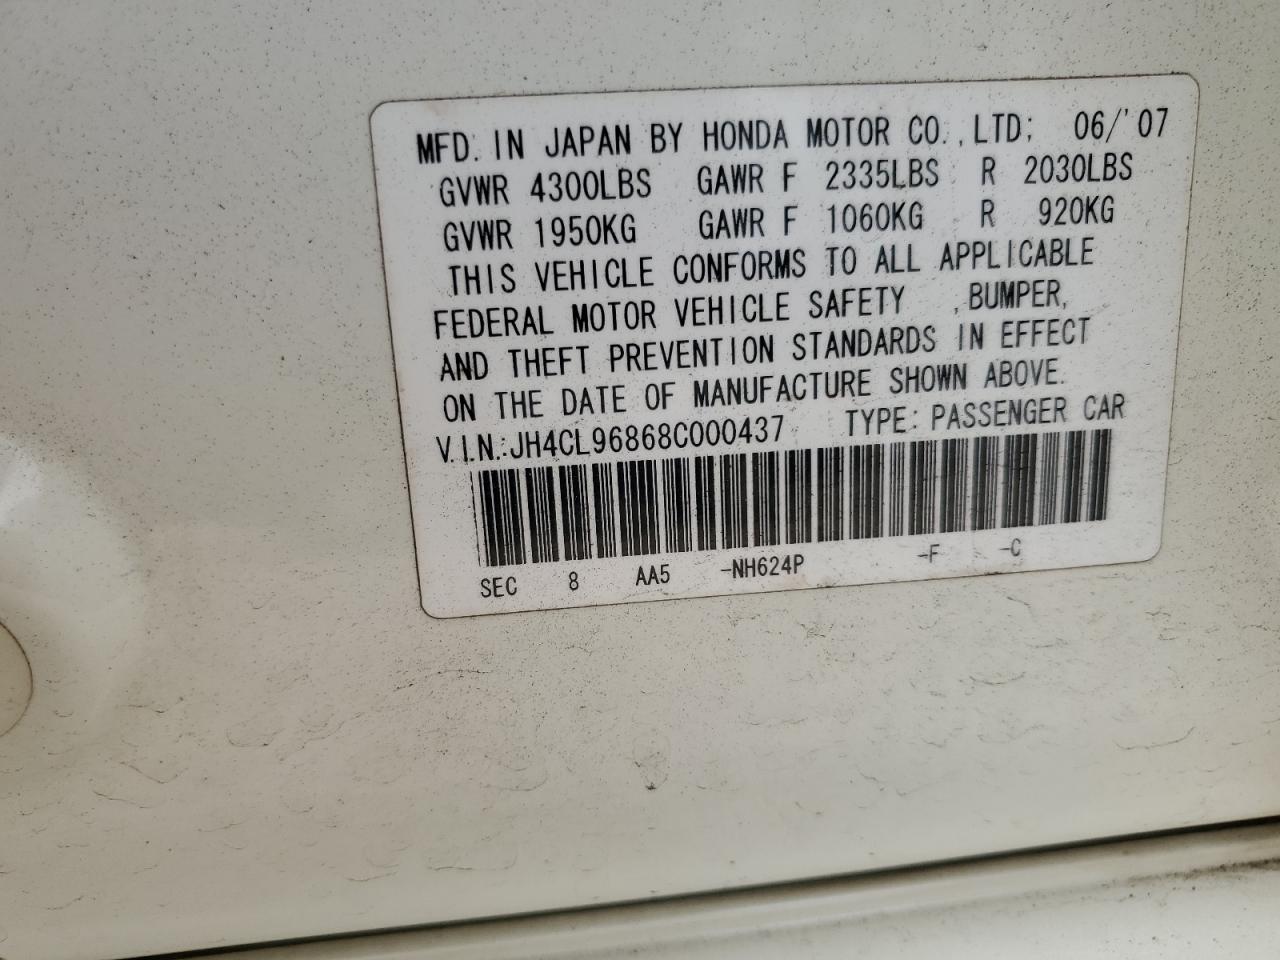 MFD. IN JAPAN BY HONDA MOTOR CO., LTD; 06/'07
GVWR 4300LBS GAWR F 2335LBS R 2030LBS
GVWR 1950KG GAWR F 1060KG R 920KG
THIS VEHICLE CONFORMS TO ALL APPLICABLE
FEDERAL MOTOR VEHICLE SAFETY , BUMPER,
AND THEFT PREVENTION STANDARDS IN EFFECT
ON THE DATE OF MANUFACTURE SHOWN ABOVE.
V.I.N.:JH4CL96868C000437 TYPE: PASSENGER CAR
SEC 8 AA5 -NH624P -F -C